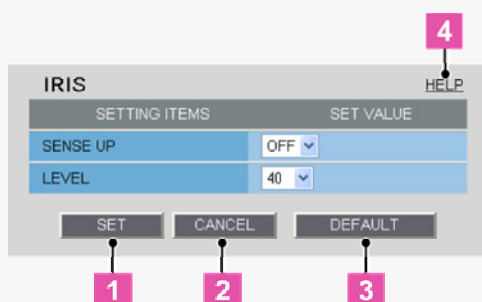 4
IRIS HELP
SETTING ITEMS SET VALUE
SENSE UP OFF
LEVEL 40
SET CANCEL DEFAULT
1 2 3